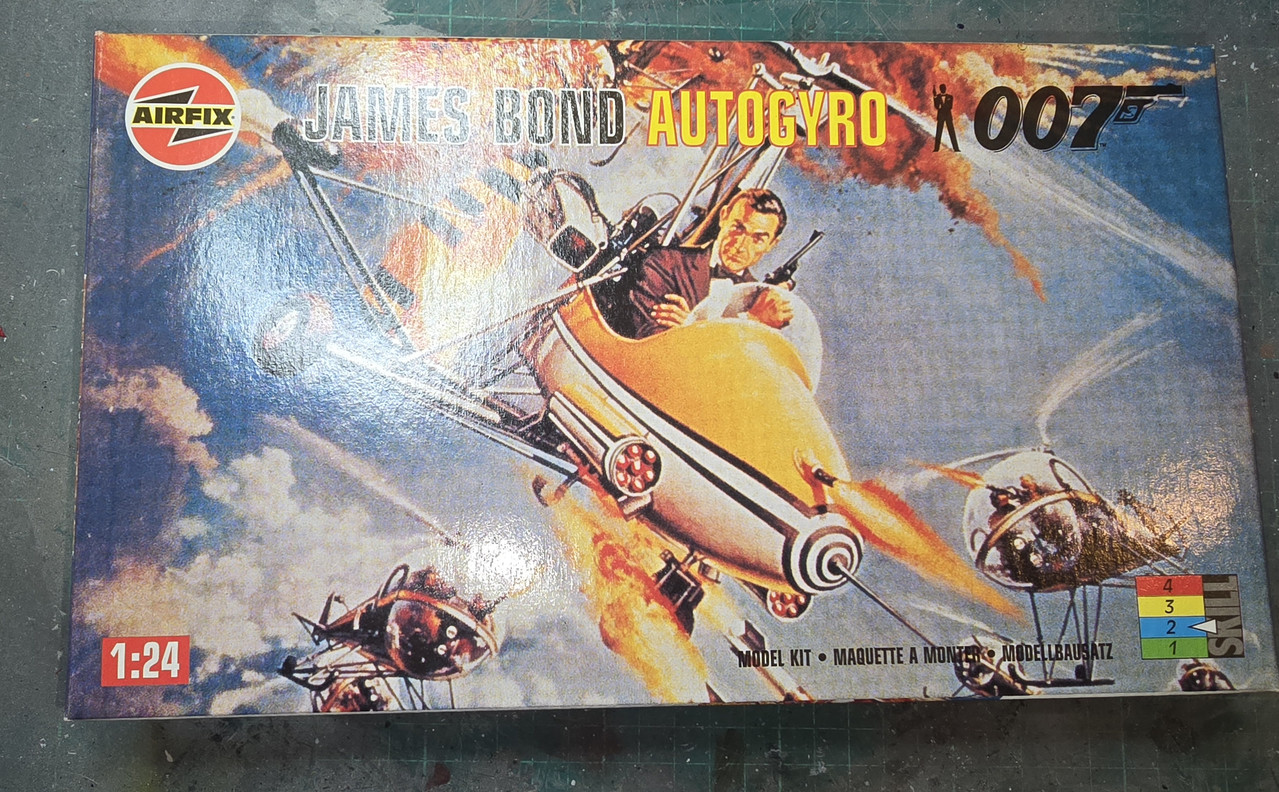 AIRFIX
JAMES BOND AUTOGYRO 007
1:24
MODEL KIT • MAQUETTE A MONTER • MODELLBAUSATZ
4
3
2
1
SKILL